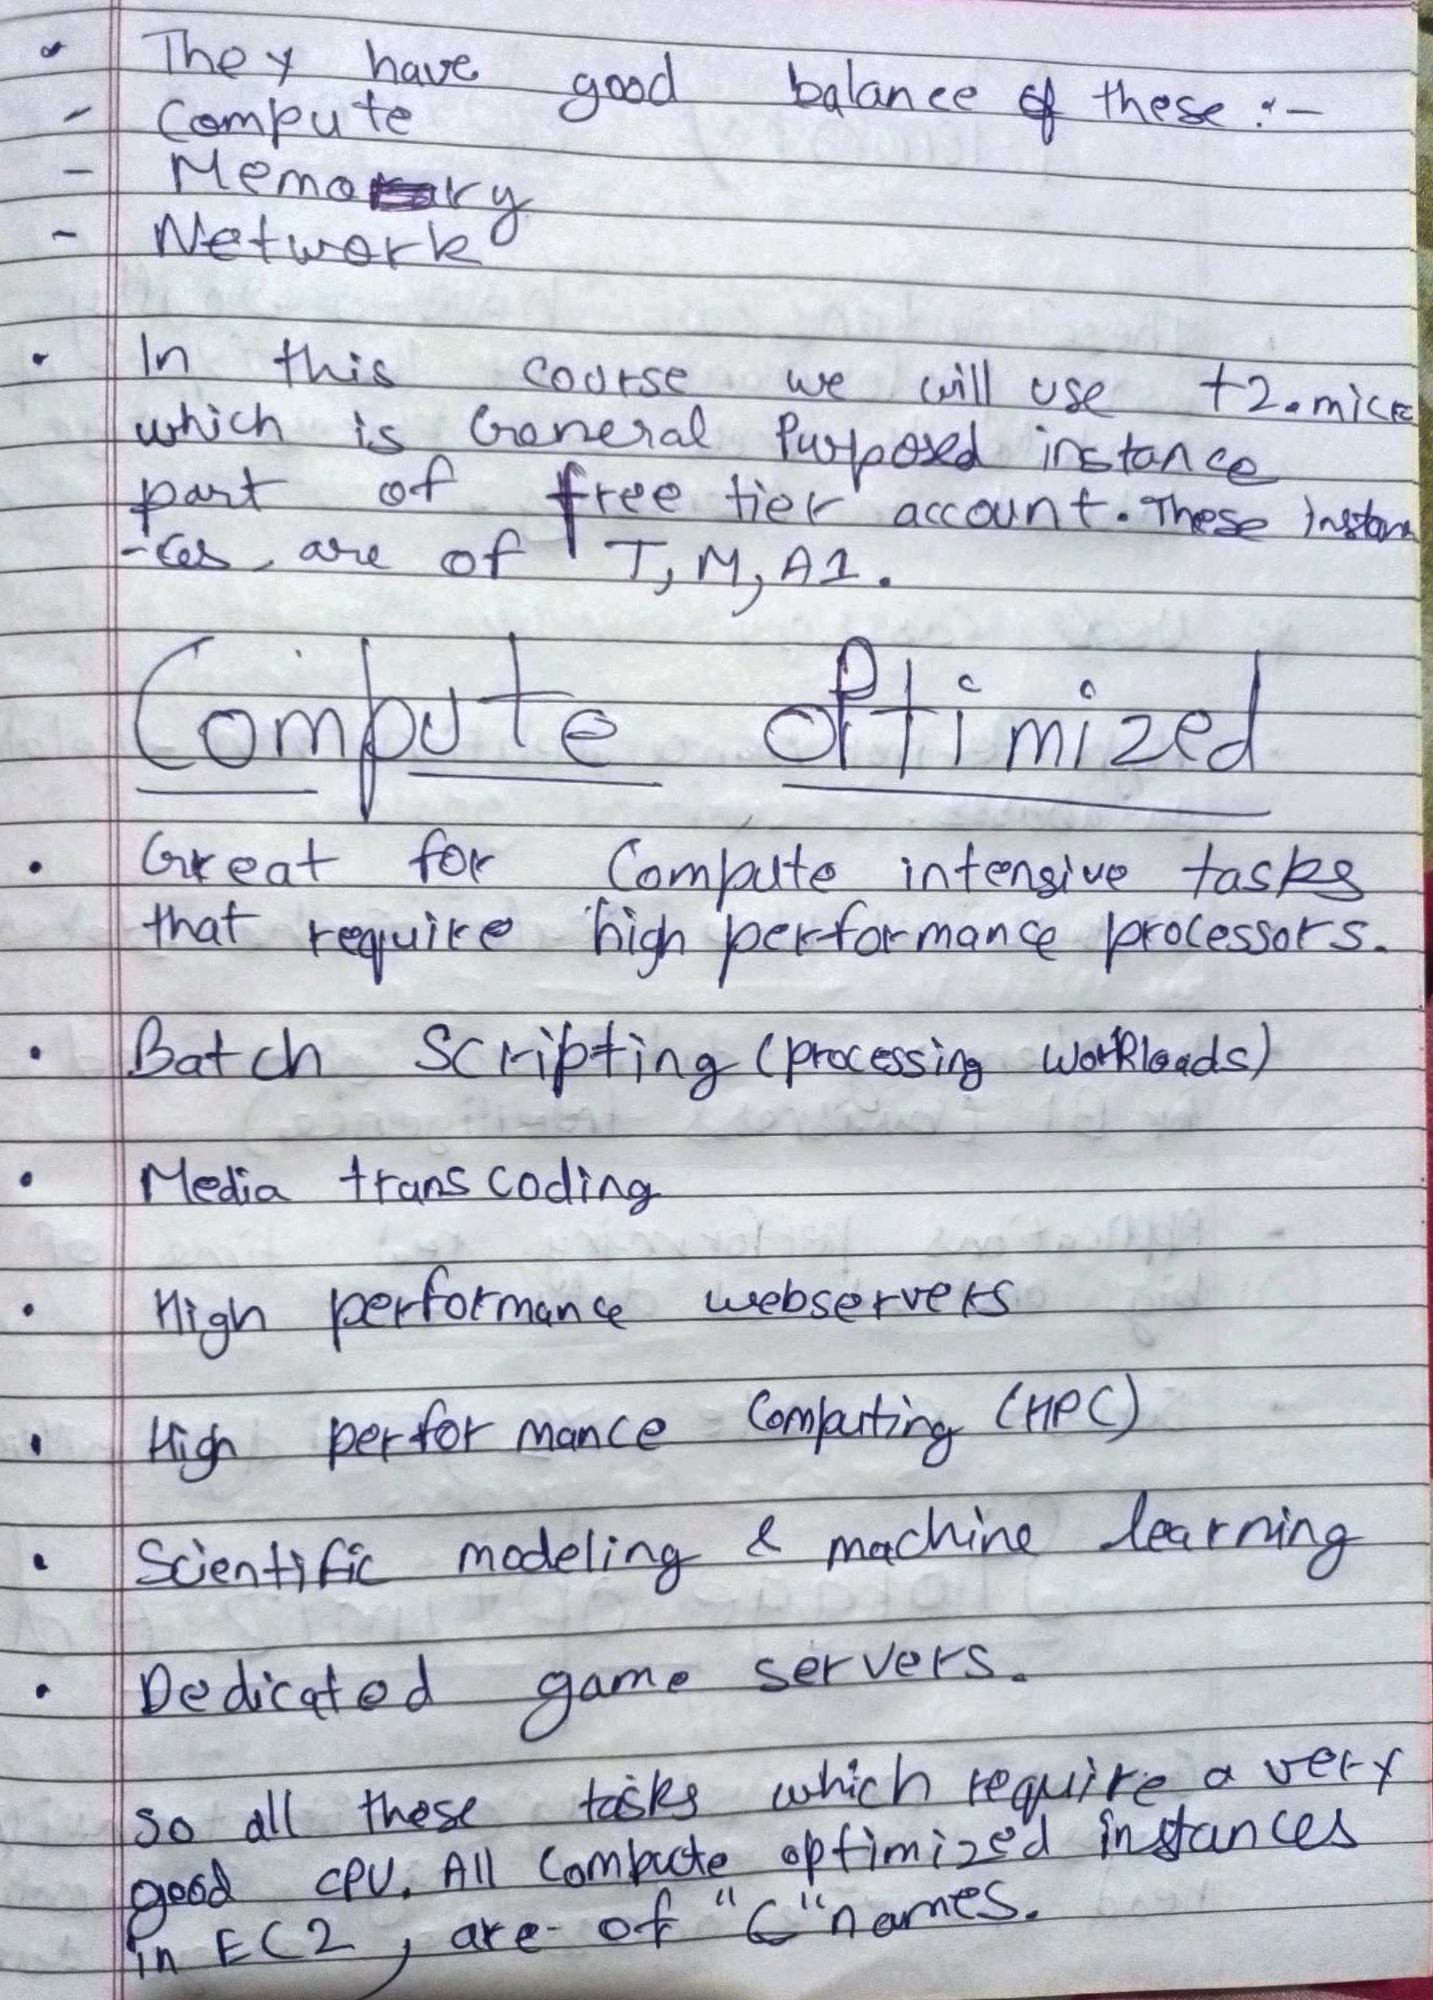 • They have good balance of these :-
- Compute
- Memory
- Network
• In this course we will use t2.micro
which is General Purposed instance
part of free tier account. These instan
-ces, are of T, M, A1.
Compute Optimized
• Great for Compute intensive tasks
that require high performance processors.
• Batch Scripting (processing workloads)
• Media transcoding
• High performance webservers
• High performance Computing (HPC)
• Scientific modeling & machine learning
• Dedicated game servers.
So all these tasks which require a very
good CPU. All Compute optimized instances
in EC2, are of "C" names.